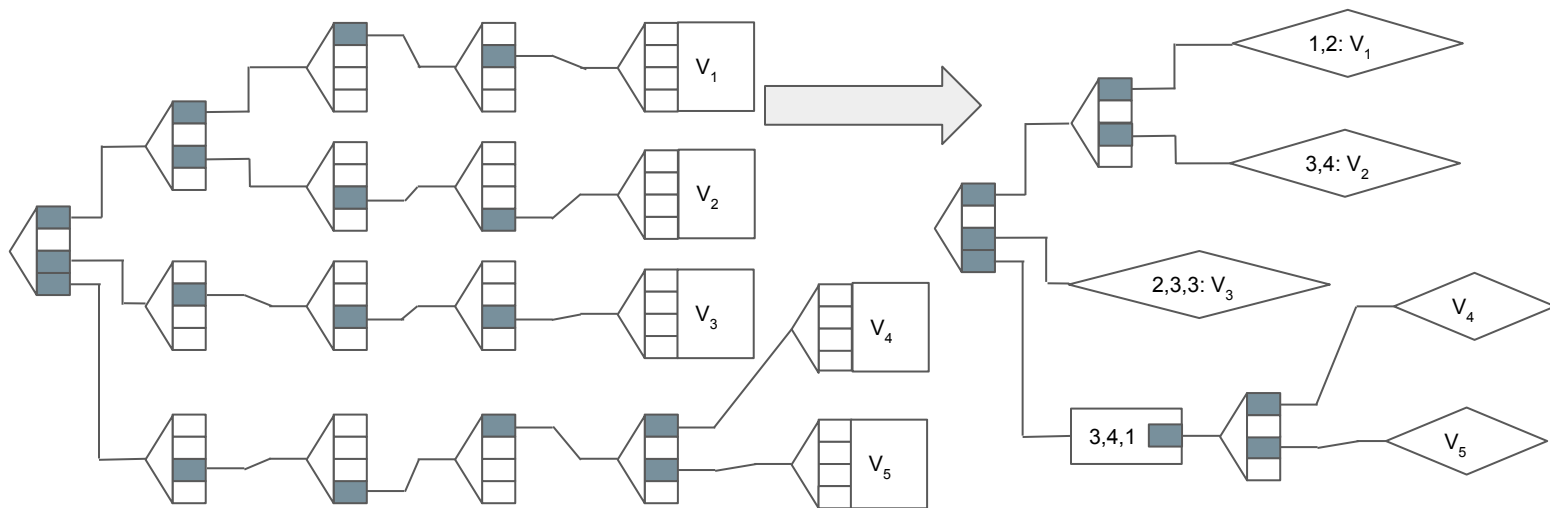 V₁
V₂
V₃
V₄
V₅
1,2: V₁
3,4: V₂
2,3,3: V₃
V₄
3,4,1
V₅